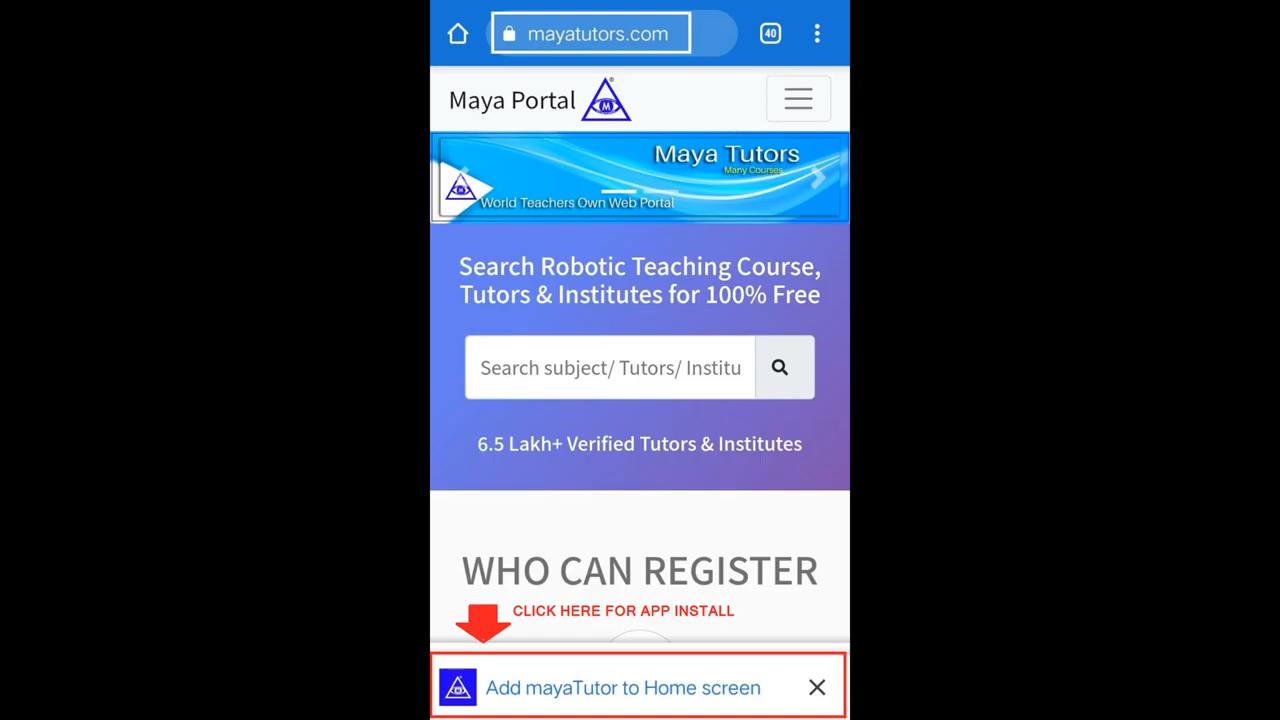 mayatutors.com
40
Maya Portal
M
Maya Tutors
Many Courses
World Teachers Own Web Portal
Search Robotic Teaching Course,
Tutors & Institutes for 100% Free
Search subject/ Tutors/ Institu
6.5 Lakh+ Verified Tutors & Institutes
WHO CAN REGISTER
CLICK HERE FOR APP INSTALL
Add mayaTutor to Home screen